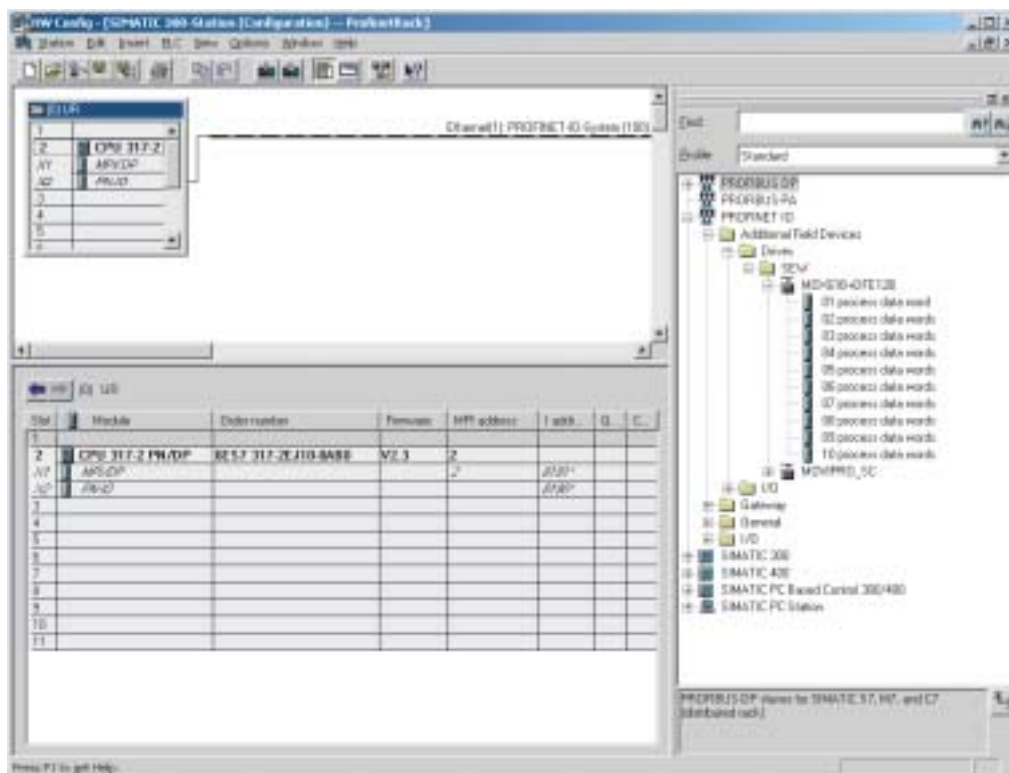 HW Config - [SIMATIC 300-Station (Configuration) -- ProfinetRack]
Station Edit Insert PLC View Options Window Help
(0) UR
1
2 CPU 317-2
X1 MPI/DP
X2 PN-IO
3
4
5
Ethernet(1): PROFINET-IO-System (100)
Find:
Profile: Standard
PROFIBUS-DP
PROFIBUS-PA
PROFINET IO
Additional Field Devices
Drives
SEW
01 process data word
02 process data words
03 process data words
04 process data words
05 process data words
06 process data words
07 process data words
08 process data words
09 process data words
10 process data words
MOVIPRO_SC
I/O
Gateway
General
I/O
SIMATIC 300
SIMATIC 400
SIMATIC PC Based Control 300/400
SIMATIC PC Station
(0) UR
Slot Module Order number Firmware MPI address I add... Q... C...
1
2 CPU 317-2 PN/DP 6ES7 317-2EJ10-0AB0 V2.3 2
X1 MPI/DP 2 8191*
X2 PN-IO 8190*
3
4
5
6
7
8
9
10
11
PROFIBUS-DP slaves for SIMATIC S7, M7, and C7 (distributed rack)
Press F1 to get Help.